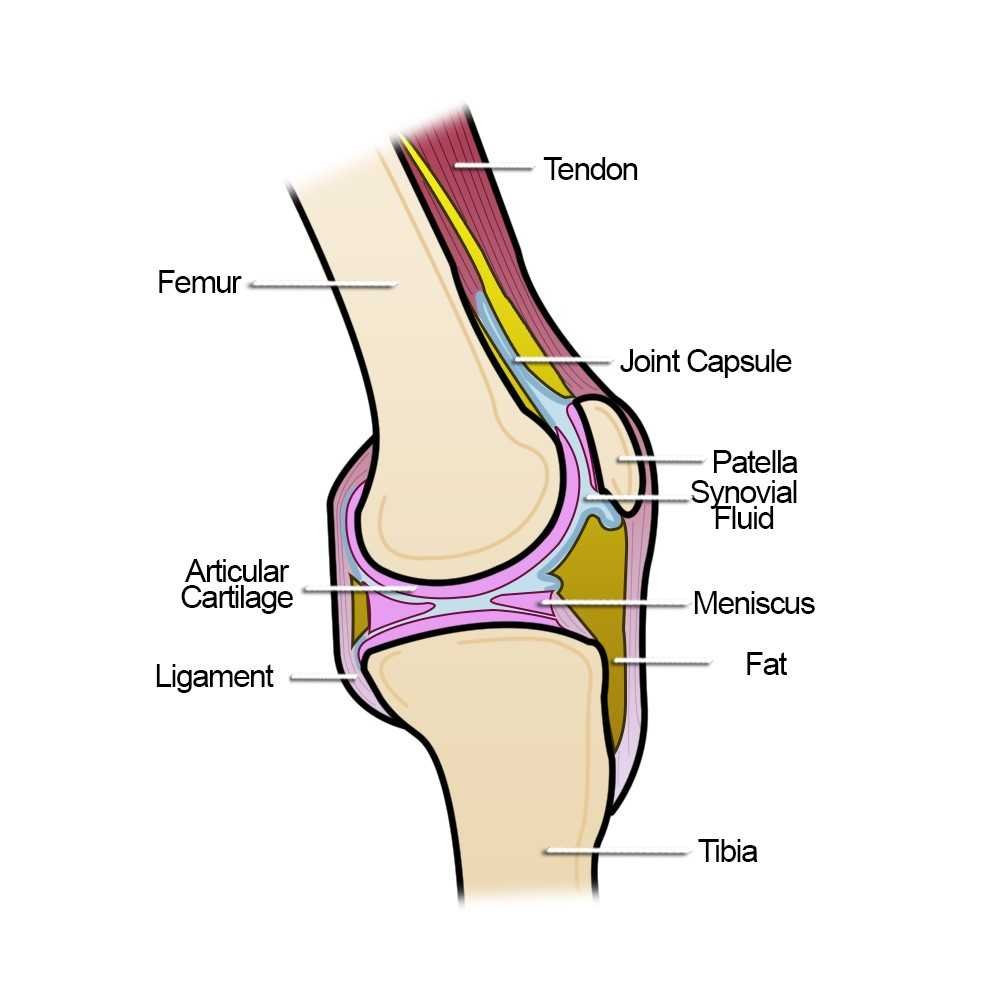 Tendon
Femur
Joint Capsule
Patella
Synovial
Fluid
Articular
Cartilage
Meniscus
Fat
Ligament
Tibia